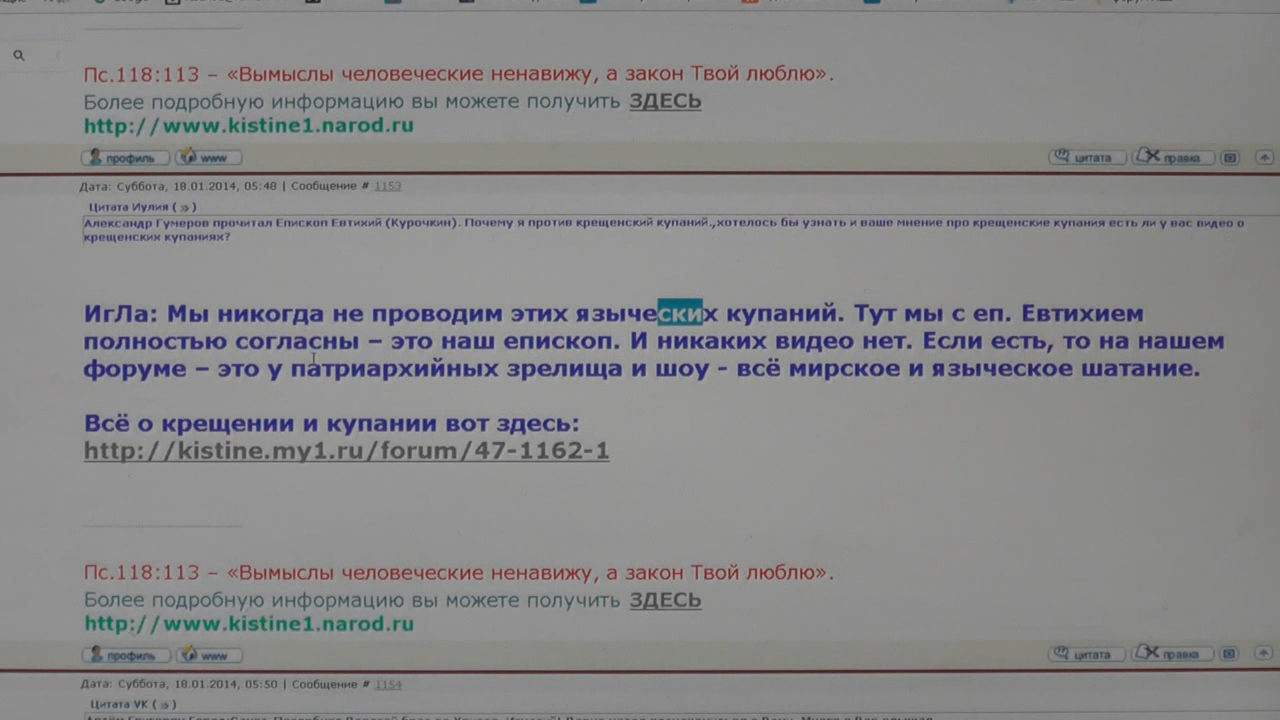 Пс.118:113 – «Вымыслы человеческие ненавижу, а закон Твой люблю».
Более подробную информацию вы можете получить ЗДЕСЬ
http://www.kistine1.narod.ru
профиль www цитата правка
Дата: Суббота, 18.01.2014, 05:48 | Сообщение # 1153
Цитата Иулия ( » )
Александр Гумеров прочитал Епископ Евтихий (Курочкин). Почему я против крещенский купаний.,хотелось бы узнать и ваше мнение про крещенские купания есть ли у вас видео о
крещенских купаниях?
ИгЛа: Мы никогда не проводим этих языческих купаний. Тут мы с еп. Евтихием
полностью согласны – это наш епископ. И никаких видео нет. Если есть, то на нашем
форуме – это у патриархийных зрелища и шоу - всё мирское и языческое шатание.
Всё о крещении и купании вот здесь:
http://kistine.my1.ru/forum/47-1162-1
Пс.118:113 – «Вымыслы человеческие ненавижу, а закон Твой люблю».
Более подробную информацию вы можете получить ЗДЕСЬ
http://www.kistine1.narod.ru
профиль www цитата правка
Дата: Суббота, 18.01.2014, 05:50 | Сообщение # 1154
Цитата VK ( » )